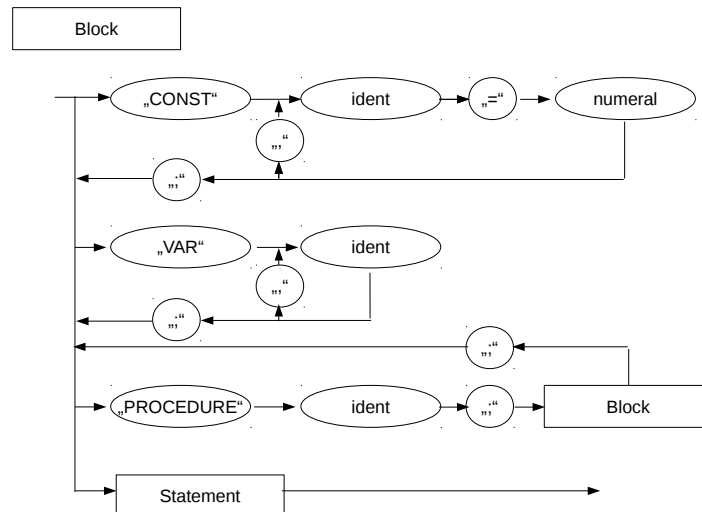 Block
„CONST“ ident „=“ numeral
„,“
„;“
„VAR“ ident
„,“
„;“
„;“
„PROCEDURE“ ident „;“ Block
Statement